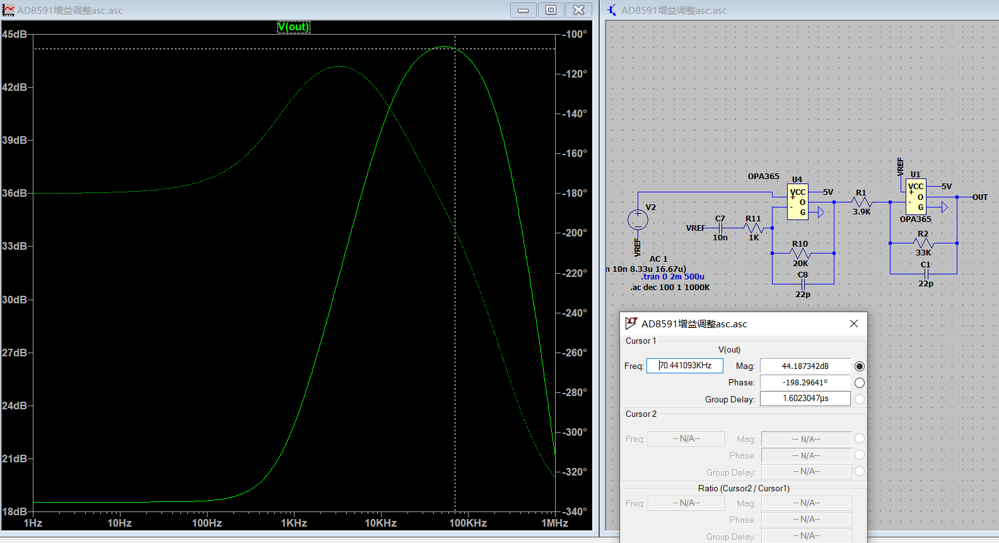 AD8591增益调整asc.asc
V(out)
45dB
42dB
39dB
36dB
33dB
30dB
27dB
24dB
21dB
18dB
-100°
-120°
-140°
-160°
-180°
-200°
-220°
-240°
-260°
-280°
-300°
-320°
-340°
1Hz 10Hz 100Hz 1KHz 10KHz 100KHz 1MHz
AD8591增益调整asc.asc
V2
VREF
AC 1
n 10n 8.33u 16.67u)
.tran 0 2m 500u
.ac dec 100 1 1000K
VREF
C7
10n
R11
1K
OPA365
U4
VCC
+
O
-
G
5V
R10
20K
C8
22p
R1
3.9K
VREF
U1
VCC
+
O
-
G
5V
OPA365
OUT
R2
33K
C1
22p
AD8591增益调整asc.asc
Cursor 1
V(out)
Freq: 70.441093KHz Mag: 44.187342dB
Phase: -198.29641°
Group Delay: 1.6023047µs
Cursor 2
Freq: -- N/A-- Mag: -- N/A--
Phase: -- N/A--
Group Delay: -- N/A--
Ratio (Cursor2 / Cursor1)
Freq: -- N/A-- Mag: -- N/A--
Phase: -- N/A--
Group Delay: -- N/A--